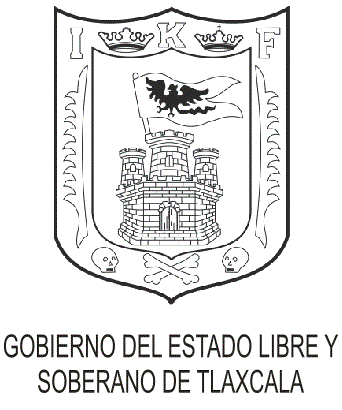 I K F
GOBIERNO DEL ESTADO LIBRE Y
SOBERANO DE TLAXCALA